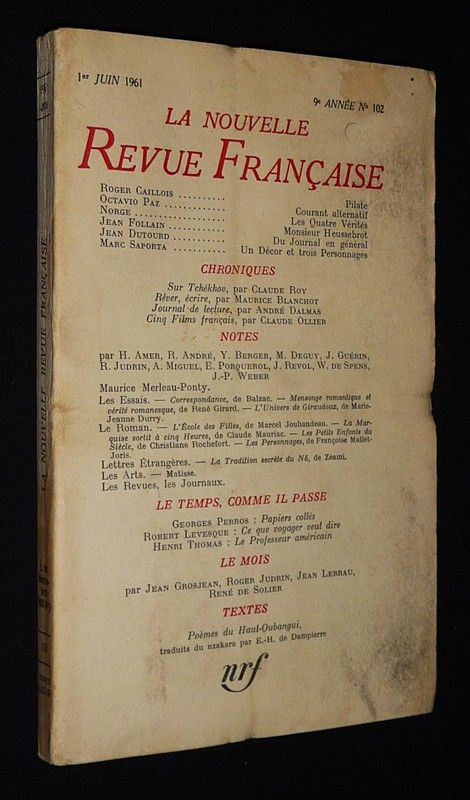 1er JUIN 1961
9e ANNÉE No 102
LA NOUVELLE
REVUE FRANÇAISE
ROGER CAILLOIS .......... Pilate
OCTAVIO PAZ ............. Courant alternatif
NORGE ................... Les Quatre Vérités
JEAN FOLLAIN ............ Monsieur Heussebrot
JEAN DUTOURD ........... Du Journal en général
MARC SAPORTA .......... Un Décor et trois Personnages
CHRONIQUES
Sur Tchékhov, par CLAUDE ROY
Rêver, écrire, par MAURICE BLANCHOT
Journal de lecture, par ANDRÉ DALMAS
Cinq Films français, par CLAUDE OLLIER
NOTES
par H. AMER, R. ANDRÉ, Y. BERGER, M. DEGUY, J. GUÉRIN,
R. JUDRIN, A. MIGUEL, E. PORQUEROL, J. REVOL, W. DE SPENS,
J.-P. WEBER
Maurice Merleau-Ponty.
Les Essais. — Correspondance, de Balzac. — Mensonge romantique et
vérité romanesque, de René Girard. — L'Univers de Giraudoux, de Marie-
Jeanne Durry.
Le Roman. — L'École des Filles, de Marcel Jouhandeau. — La Mar-
quise sortit à cinq Heures, de Claude Mauriac. — Les Petits Enfants du
Siècle, de Christiane Rochefort. — Les Personnages, de Françoise Mallet-
Joris.
Lettres Étrangères. — La Tradition secrète du Nô, de Zeami.
Les Arts. — Matisse.
Les Revues, les Journaux.
LE TEMPS, COMME IL PASSE
GEORGES PERROS : Papiers collés
ROBERT LEVESQUE : Ce que voyager veut dire
HENRI THOMAS : Le Professeur américain
LE MOIS
par JEAN GROSJEAN, ROGER JUDRIN, JEAN LEBRAU,
RENÉ DE SOLIER
TEXTES
Poèmes du Haut-Oubangui,
traduits du nzakara par E.-H. de Dampierre
nrf
LA NOUVELLE REVUE FRANÇAISE